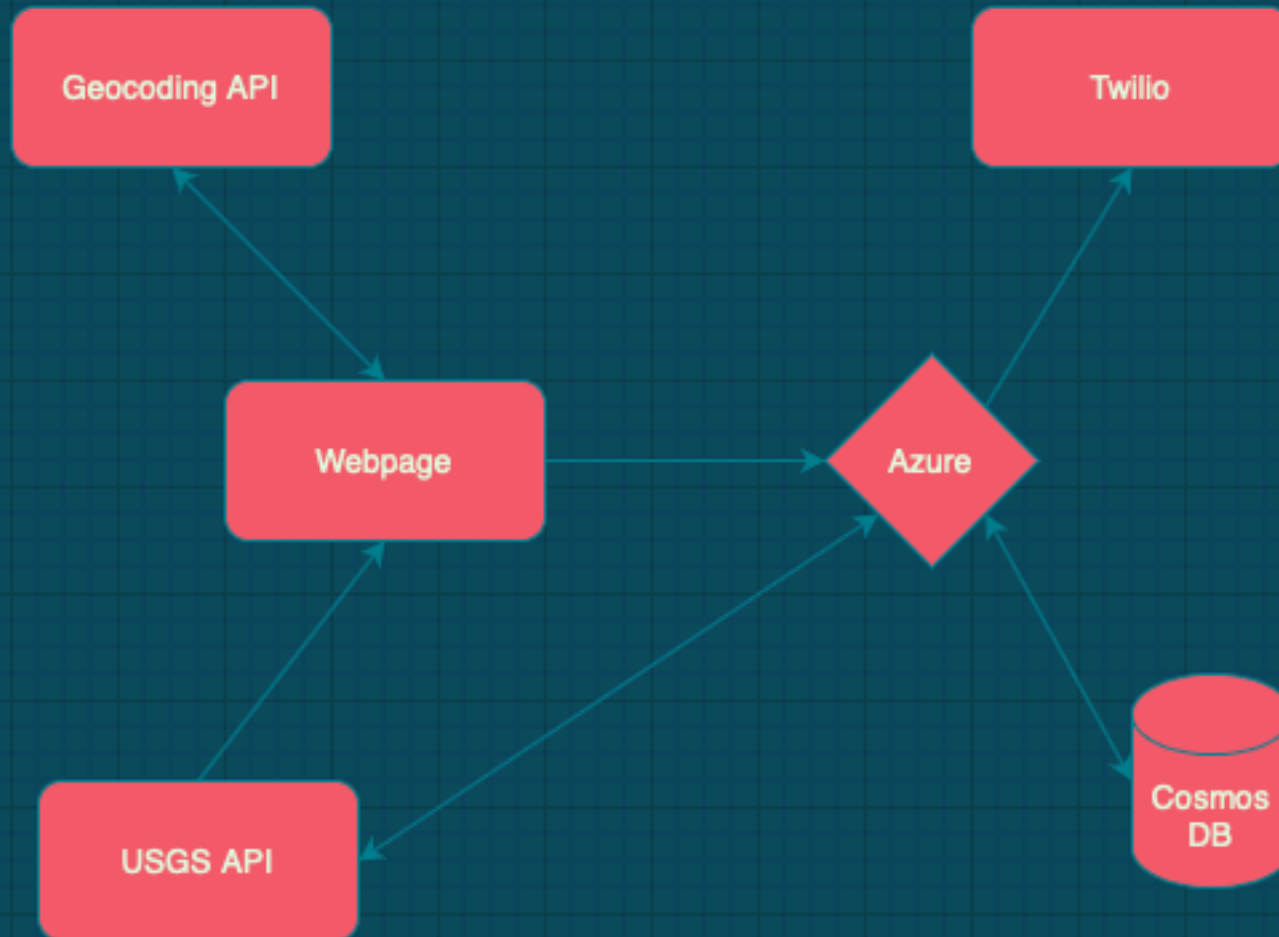 Geocoding API
Twilio
Webpage
Azure
Cosmos
DB
USGS API